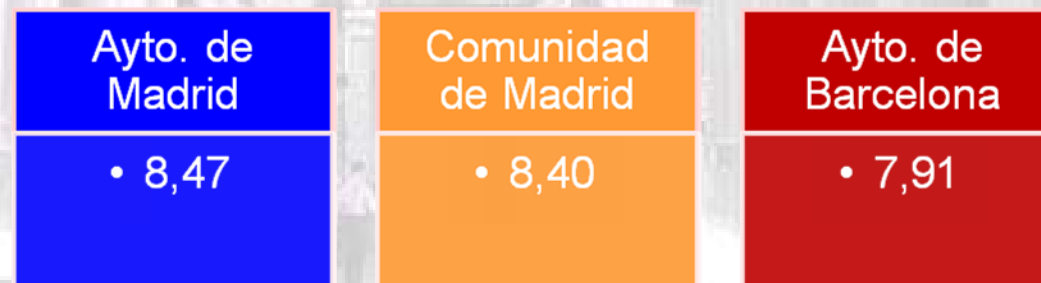 Ayto. de
Madrid
• 8,47
Comunidad
de Madrid
• 8,40
Ayto. de
Barcelona
• 7,91